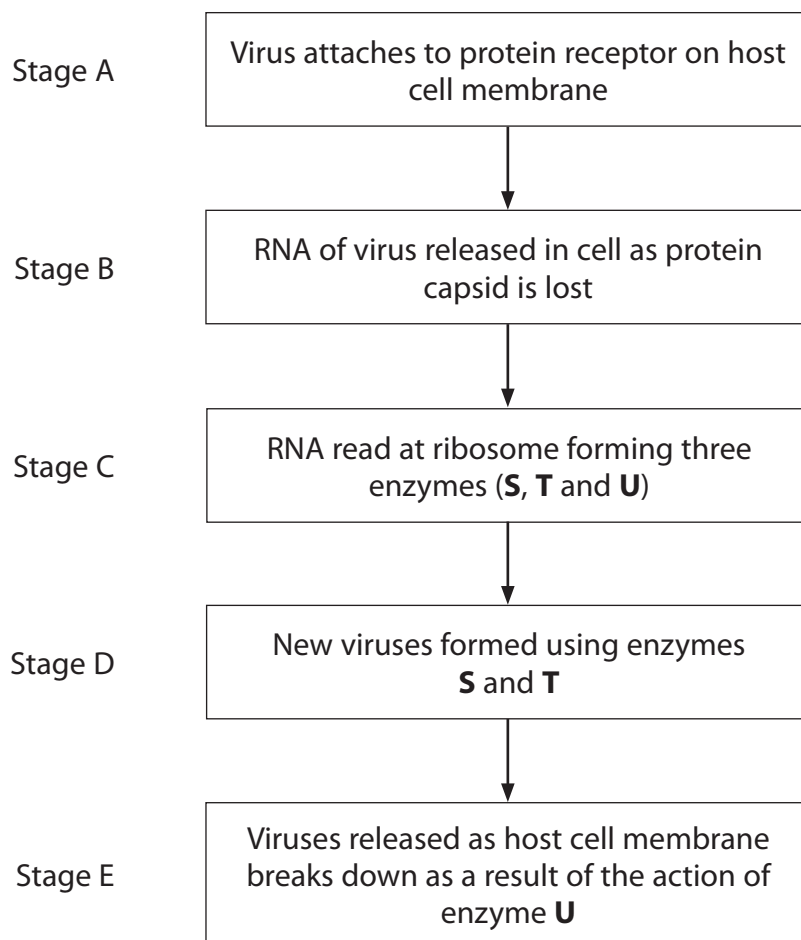 Stage A
Virus attaches to protein receptor on host
cell membrane
Stage B
RNA of virus released in cell as protein
capsid is lost
Stage C
RNA read at ribosome forming three
enzymes (S, T and U)
Stage D
New viruses formed using enzymes
S and T
Stage E
Viruses released as host cell membrane
breaks down as a result of the action of
enzyme U